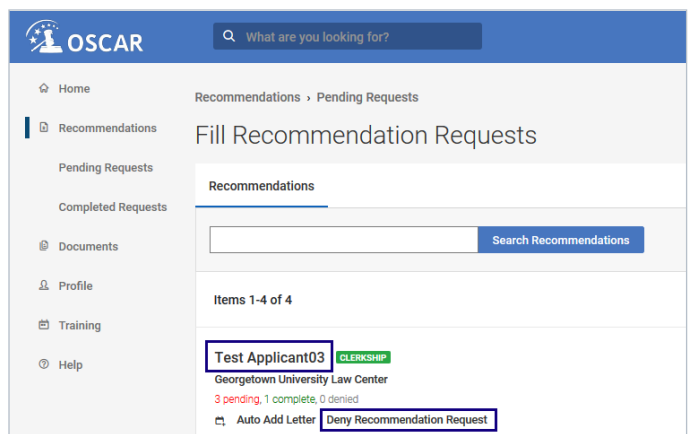 OSCAR
What are you looking for?
Home
Recommendations
Pending Requests
Completed Requests
Documents
Profile
Training
Help
Recommendations › Pending Requests
Fill Recommendation Requests
Recommendations
Search Recommendations
Items 1-4 of 4
Test Applicant03 CLERKSHIP
Georgetown University Law Center
3 pending, 1 complete, 0 denied
Auto Add Letter Deny Recommendation Request